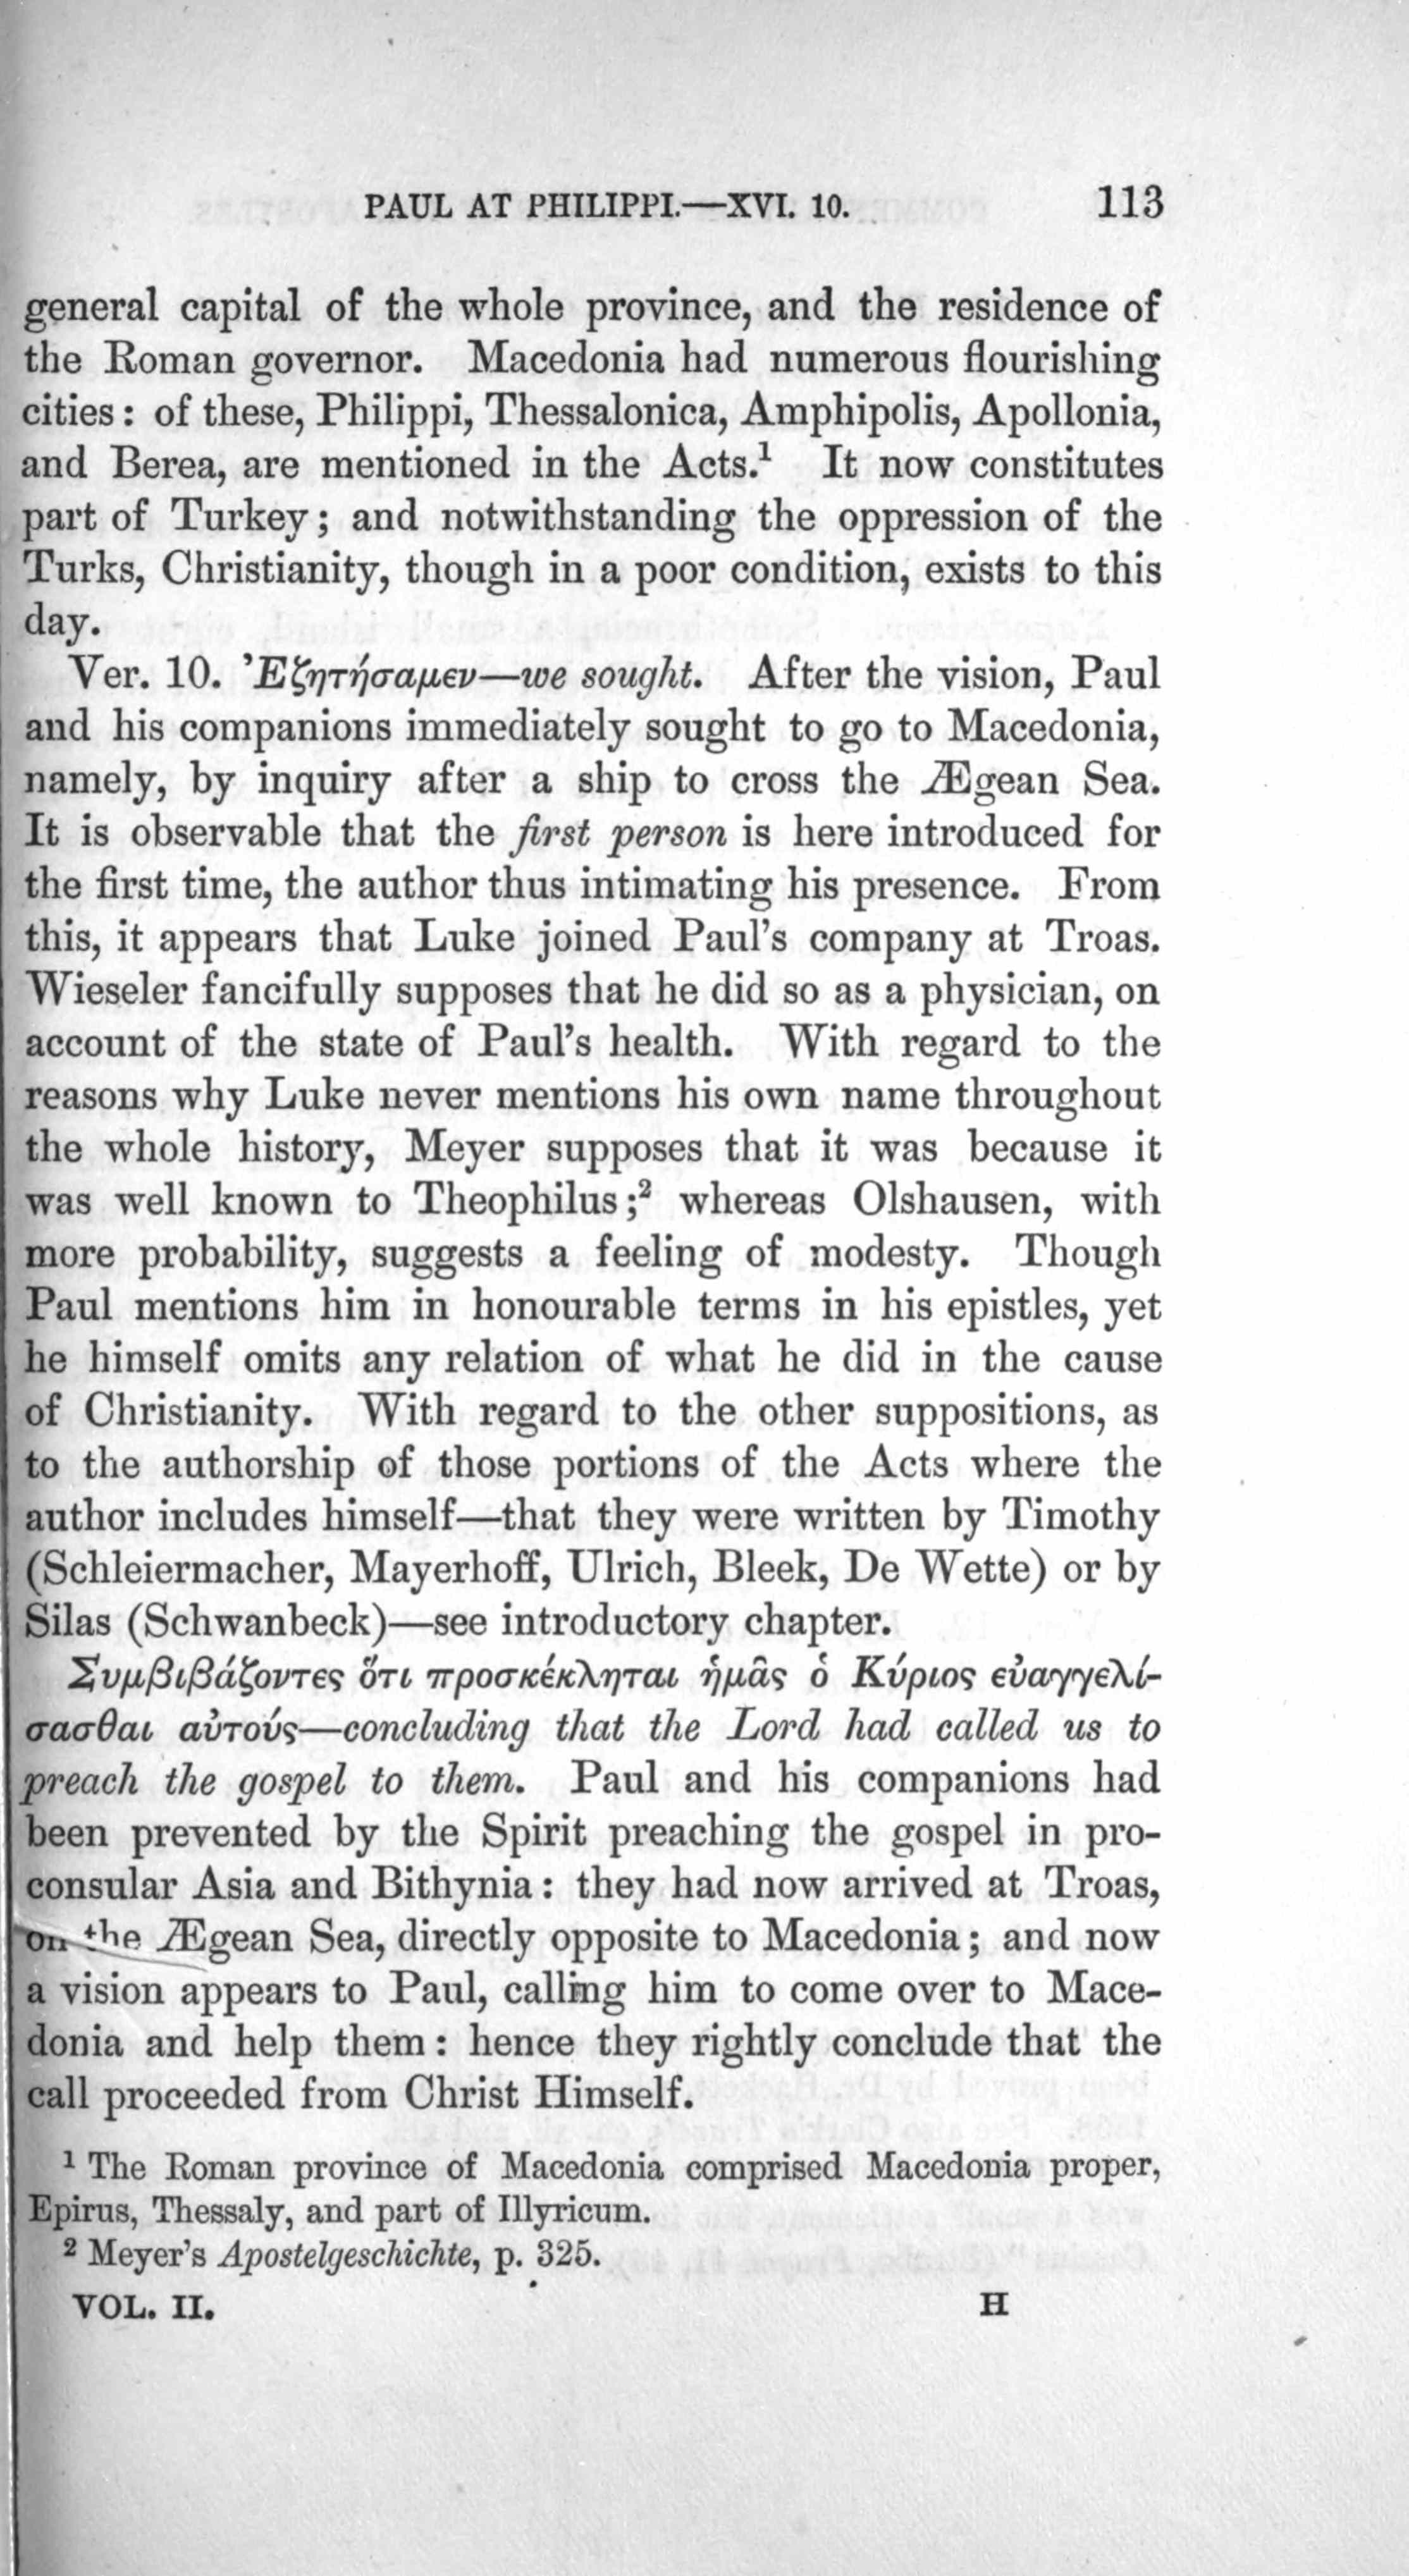 PAUL AT PHILIPPI.—XVI. 10. 113
general capital of the whole province, and the residence of
the Roman governor. Macedonia had numerous flourishing
cities: of these, Philippi, Thessalonica, Amphipolis, Apollonia,
and Berea, are mentioned in the Acts.¹ It now constitutes
part of Turkey; and notwithstanding the oppression of the
Turks, Christianity, though in a poor condition, exists to this
day.
Ver. 10. Ἐζητήσαμεν—we sought. After the vision, Paul
and his companions immediately sought to go to Macedonia,
namely, by inquiry after a ship to cross the Ægean Sea.
It is observable that the first person is here introduced for
the first time, the author thus intimating his presence. From
this, it appears that Luke joined Paul's company at Troas.
Wieseler fancifully supposes that he did so as a physician, on
account of the state of Paul's health. With regard to the
reasons why Luke never mentions his own name throughout
the whole history, Meyer supposes that it was because it
was well known to Theophilus;² whereas Olshausen, with
more probability, suggests a feeling of modesty. Though
Paul mentions him in honourable terms in his epistles, yet
he himself omits any relation of what he did in the cause
of Christianity. With regard to the other suppositions, as
to the authorship of those portions of the Acts where the
author includes himself—that they were written by Timothy
(Schleiermacher, Mayerhoff, Ulrich, Bleek, De Wette) or by
Silas (Schwanbeck)—see introductory chapter.
Συμβιβάζοντες ὅτι προσκέκληται ἡμᾶς ὁ Κύριος εὐαγγελί-
σασθαι αὐτούς—concluding that the Lord had called us to
preach the gospel to them. Paul and his companions had
been prevented by the Spirit preaching the gospel in pro-
consular Asia and Bithynia: they had now arrived at Troas,
on the Ægean Sea, directly opposite to Macedonia; and now
a vision appears to Paul, calling him to come over to Mace-
donia and help them: hence they rightly conclude that the
call proceeded from Christ Himself.
¹ The Roman province of Macedonia comprised Macedonia proper,
Epirus, Thessaly, and part of Illyricum.
² Meyer's Apostelgeschichte, p. 325.
VOL. II. H